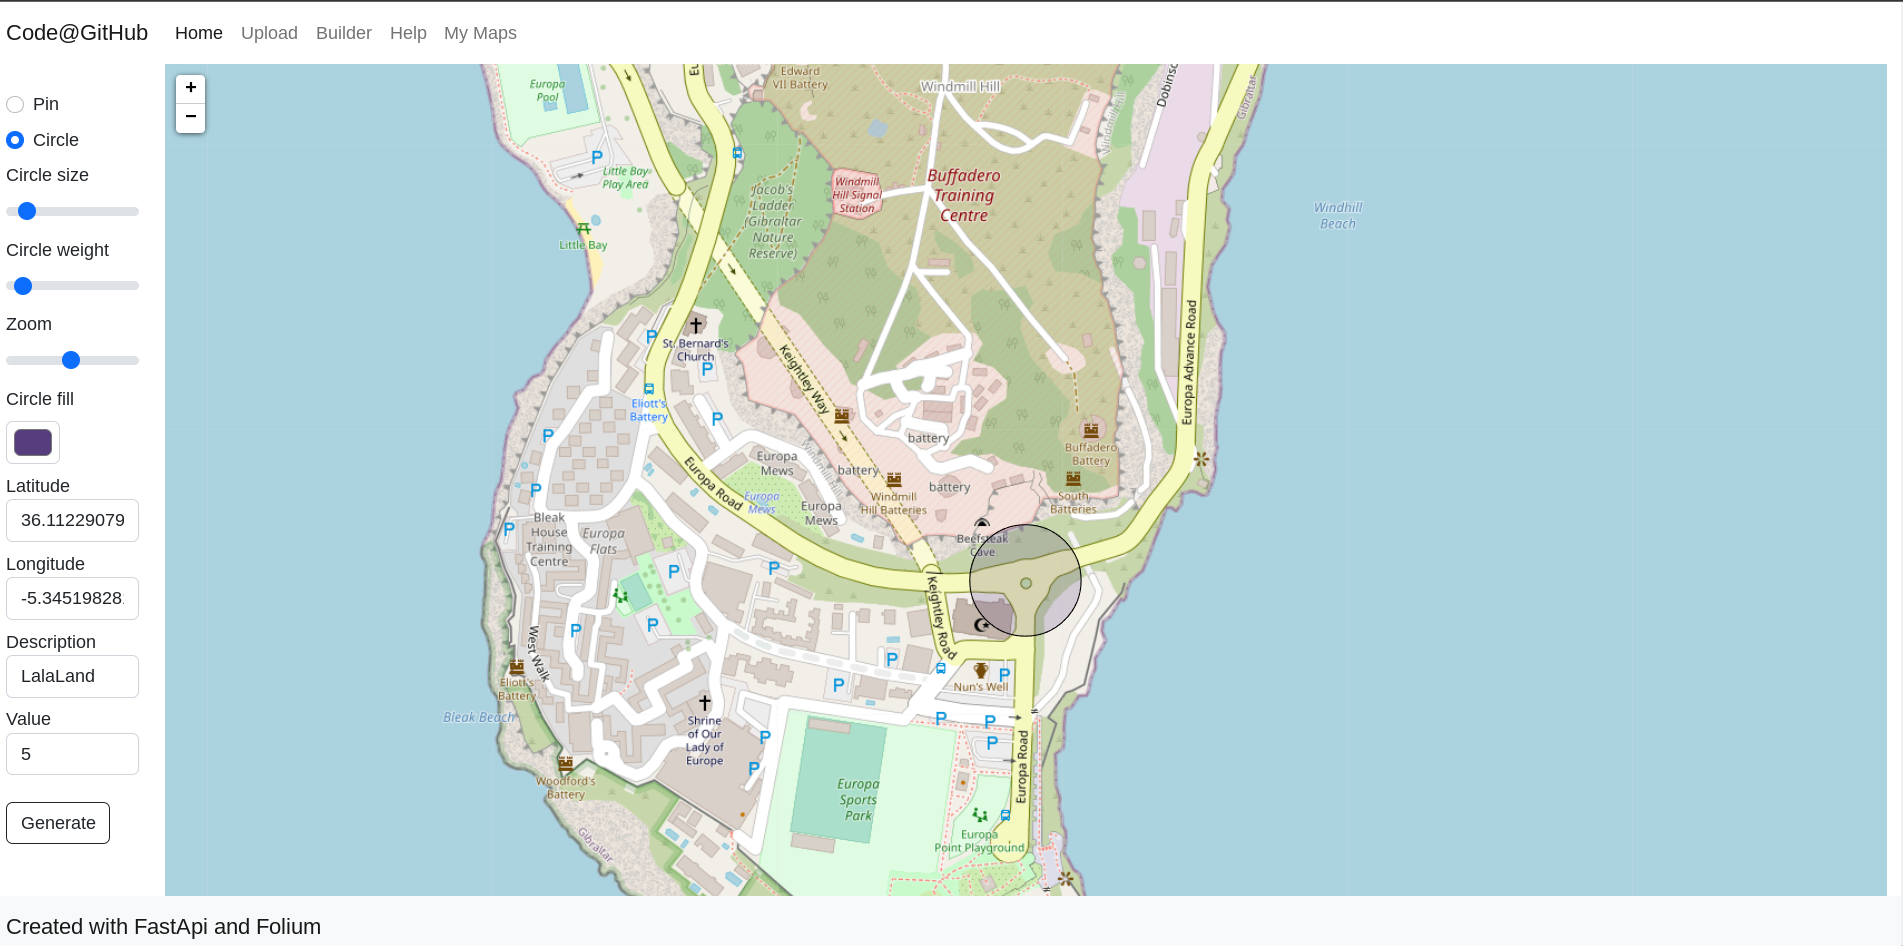 Code@GitHub
Home
Upload
Builder
Help
My Maps
Pin
Circle
Circle size
Circle weight
Zoom
Circle fill
Latitude
36.11229079
Longitude
-5.34519828
Description
LalaLand
Value
5
Generate
+
−
Europa
Pool
Edward
VII Battery
Windmill Hill
Gibraltar
P
Little Bay
Play Area
Little Bay
Jacob's
Ladder
(Gibraltar
Nature
Reserve)
Windmill
Hill Signal
Station
Buffadero
Training
Centre
Windhill
Beach
Europa Advance Road
P
St. Bernard's
Church
P
Keightley Way
Eliott's
Battery
P
P
battery
Buffadero
Battery
Europa
Mews
battery
battery
Windmill
Hill Batteries
South
Batteries
Europa Road
Europa
Mews
Europa
Mews
P
P
Bleak
House
Training
Centre
Europa
Flats
Beefsteak
Cave
P
P
Keightley Road
P
P
West Walk
P
P
P
Nun's Well
Eliott's
Battery
Bleak Beach
Shrine
of Our
Lady of
Europe
P
P
P
P
P
Europa Road
Woodford's
Battery
Europa
Sports
Park
Europa
Point Playground
Gibraltar
Created with FastApi and Folium